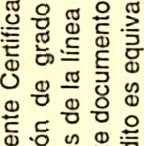 ente Certifica
ón de grado
s de la línea
e documento
dito es equiva